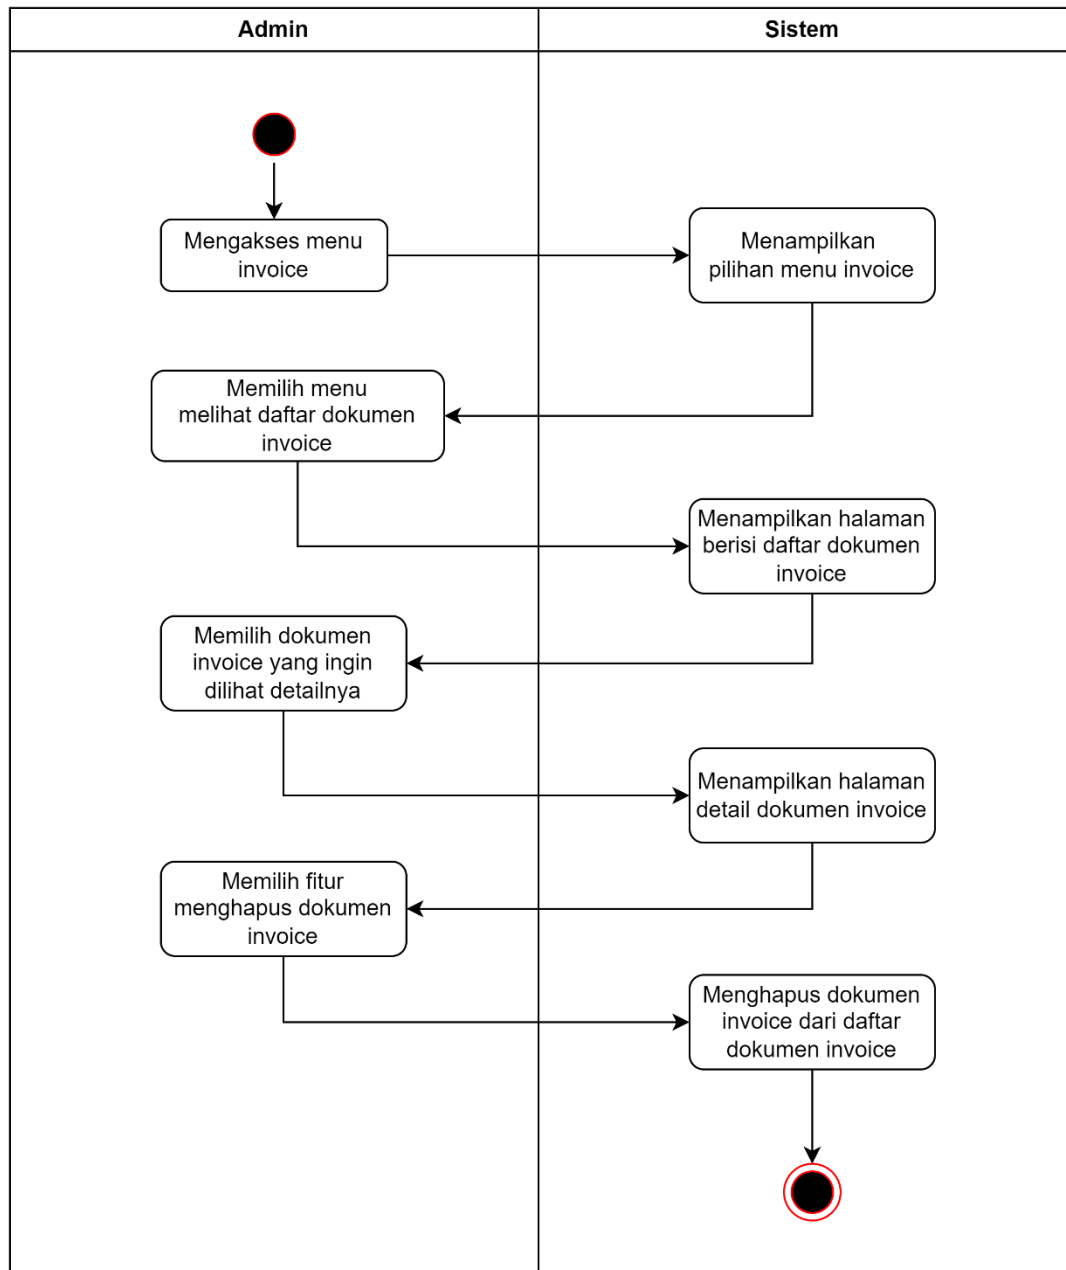 Admin
Sistem
Mengakses menu
invoice
Menampilkan
pilihan menu invoice
Memilih menu
melihat daftar dokumen
invoice
Menampilkan halaman
berisi daftar dokumen
invoice
Memilih dokumen
invoice yang ingin
dilihat detailnya
Menampilkan halaman
detail dokumen invoice
Memilih fitur
menghapus dokumen
invoice
Menghapus dokumen
invoice dari daftar
dokumen invoice